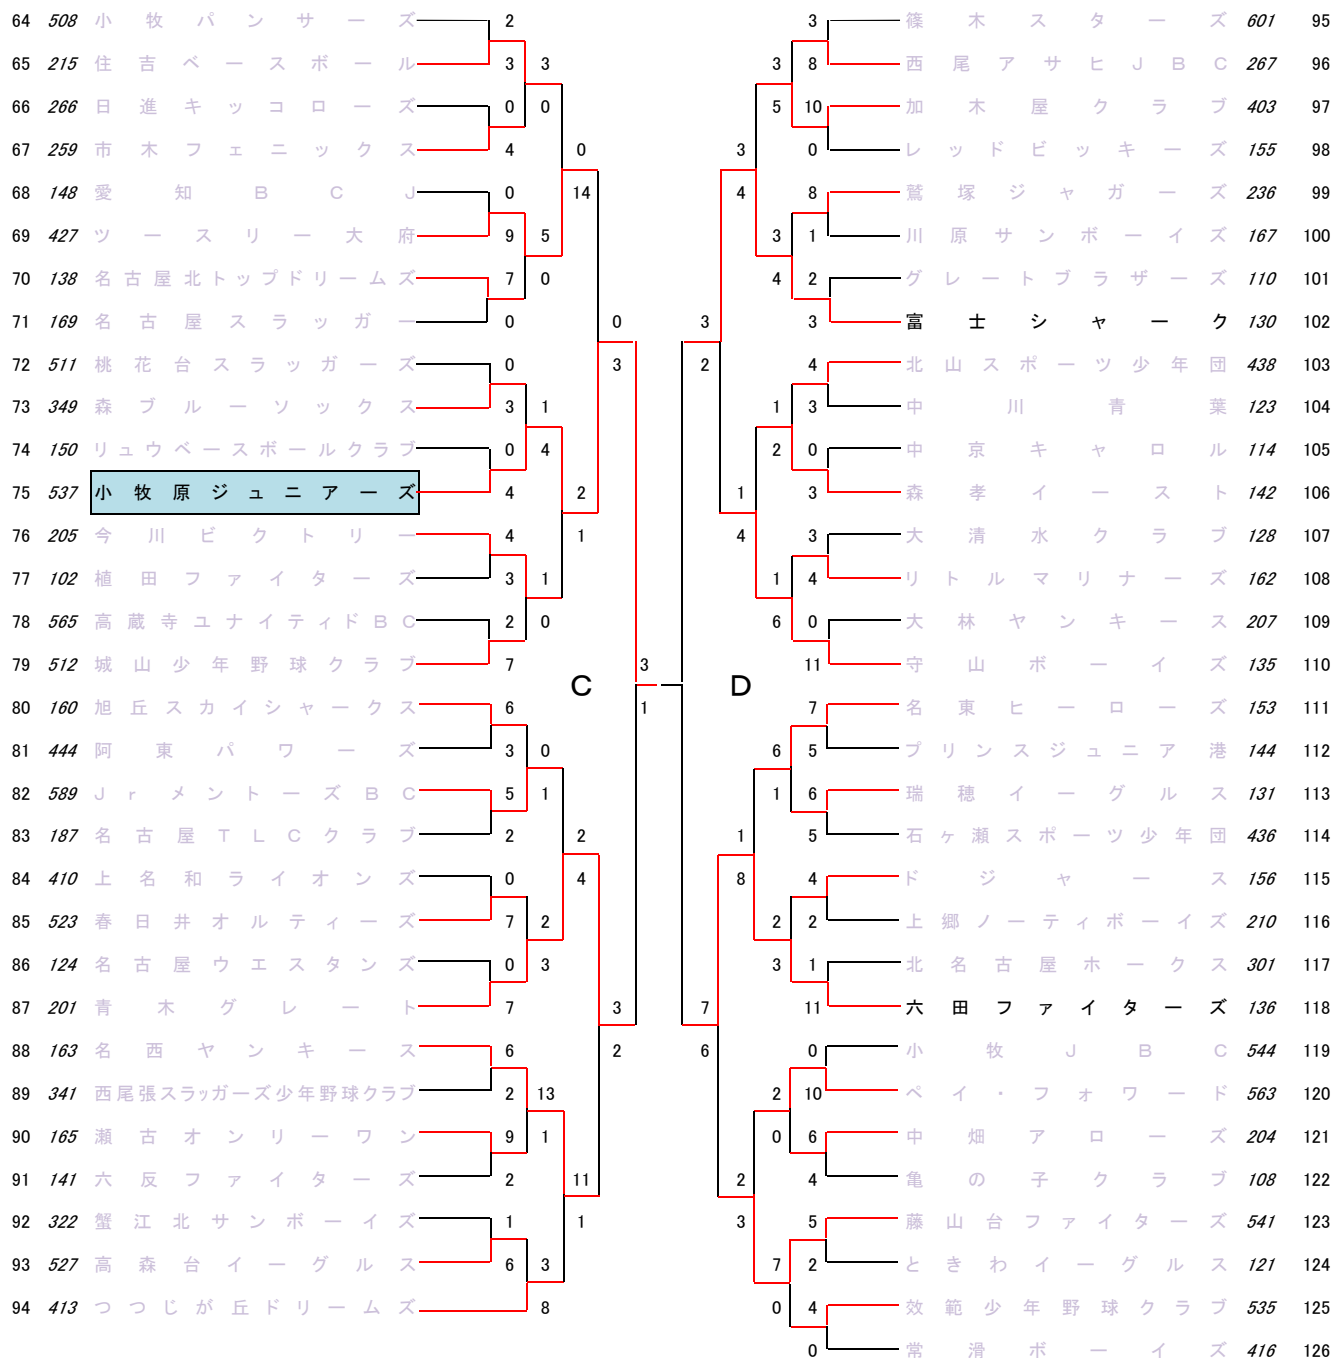 64 508 小牧パンサーズ 2
3 篠木スターズ 601 95
65 215 住吉ベースボール 3 3
3 8 西尾アサヒJBC 267 96
66 266 日進キッコローズ 0 0
5 10 加木屋クラブ 403 97
67 259 市木フェニックス 4 0
3 0 レッドビッキーズ 155 98
68 148 愛知BCJ 0 14
4 8 鷲塚ジャガーズ 236 99
69 427 ツースリー大府 9 5
3 1 川原サンボーイズ 167 100
70 138 名古屋北トップドリームズ 7 0
4 2 グレートブラザーズ 110 101
71 169 名古屋スラッガー 0 0
3 3 富士シャーク 130 102
72 511 桃花台スラッガーズ 0 3
2 4 北山スポーツ少年団 438 103
73 349 森ブルーソックス 3 1
1 3 中川青葉 123 104
74 150 リュウベースボールクラブ 0 4
2 0 中京キャロル 114 105
75 537 小牧原ジュニアーズ 4 2
1 3 森孝イースト 142 106
76 205 今川ビクトリー 4 1
4 3 大清水クラブ 128 107
77 102 植田ファイターズ 3 1
1 4 リトルマリナーズ 162 108
78 565 高蔵寺ユナイティドBC 2 0
6 0 大林ヤンキース 207 109
79 512 城山少年野球クラブ 7 3
11 守山ボーイズ 135 110
C D
80 160 旭丘スカイシャークス 6 1
7 名東ヒーローズ 153 111
81 444 阿東パワーズ 3 0
6 5 プリンスジュニア港 144 112
82 589 JrメントーズBC 5 1
1 6 瑞穂イーグルス 131 113
83 187 名古屋TLCクラブ 2 2
1 5 石ヶ瀬スポーツ少年団 436 114
84 410 上名和ライオンズ 0 4
8 4 ドジャース 156 115
85 523 春日井オルティーズ 7 2
2 2 上郷ノーティボーイズ 210 116
86 124 名古屋ウエスタンズ 0 3
3 1 北名古屋ホークス 301 117
87 201 青木グレート 7 3
7 11 六田ファイターズ 136 118
88 163 名西ヤンキース 6 2
6 0 小牧JBC 544 119
89 341 西尾張スラッガーズ少年野球クラブ 2 13
2 10 ペイ・フォワード 563 120
90 165 瀬古オンリーワン 9 1
0 6 中畑アローズ 204 121
91 141 六反ファイターズ 2 11
2 4 亀の子クラブ 108 122
92 322 蟹江北サンボーイズ 1 1
3 5 藤山台ファイターズ 541 123
93 527 高森台イーグルス 6 3
7 2 ときわイーグルス 121 124
94 413 つつじが丘ドリームズ 8
0 4 効範少年野球クラブ 535 125
0 常滑ボーイズ 416 126